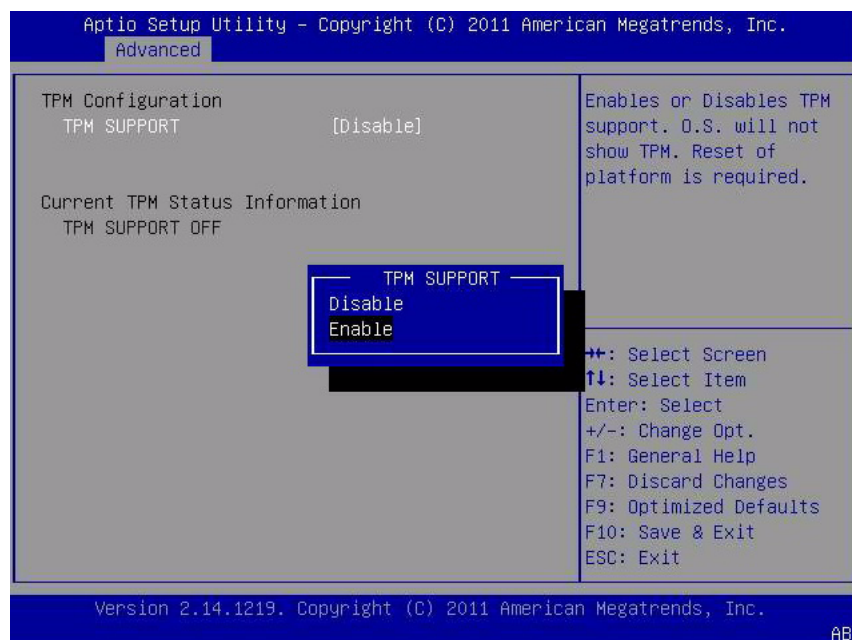 Aptio Setup Utility – Copyright (C) 2011 American Megatrends, Inc.
Advanced
TPM Configuration
TPM SUPPORT [Disable]
Current TPM Status Information
TPM SUPPORT OFF
TPM SUPPORT
Disable
Enable
Enables or Disables TPM
support. O.S. will not
show TPM. Reset of
platform is required.
→←: Select Screen
↑↓: Select Item
Enter: Select
+/-: Change Opt.
F1: General Help
F7: Discard Changes
F9: Optimized Defaults
F10: Save & Exit
ESC: Exit
Version 2.14.1219. Copyright (C) 2011 American Megatrends, Inc.
AB